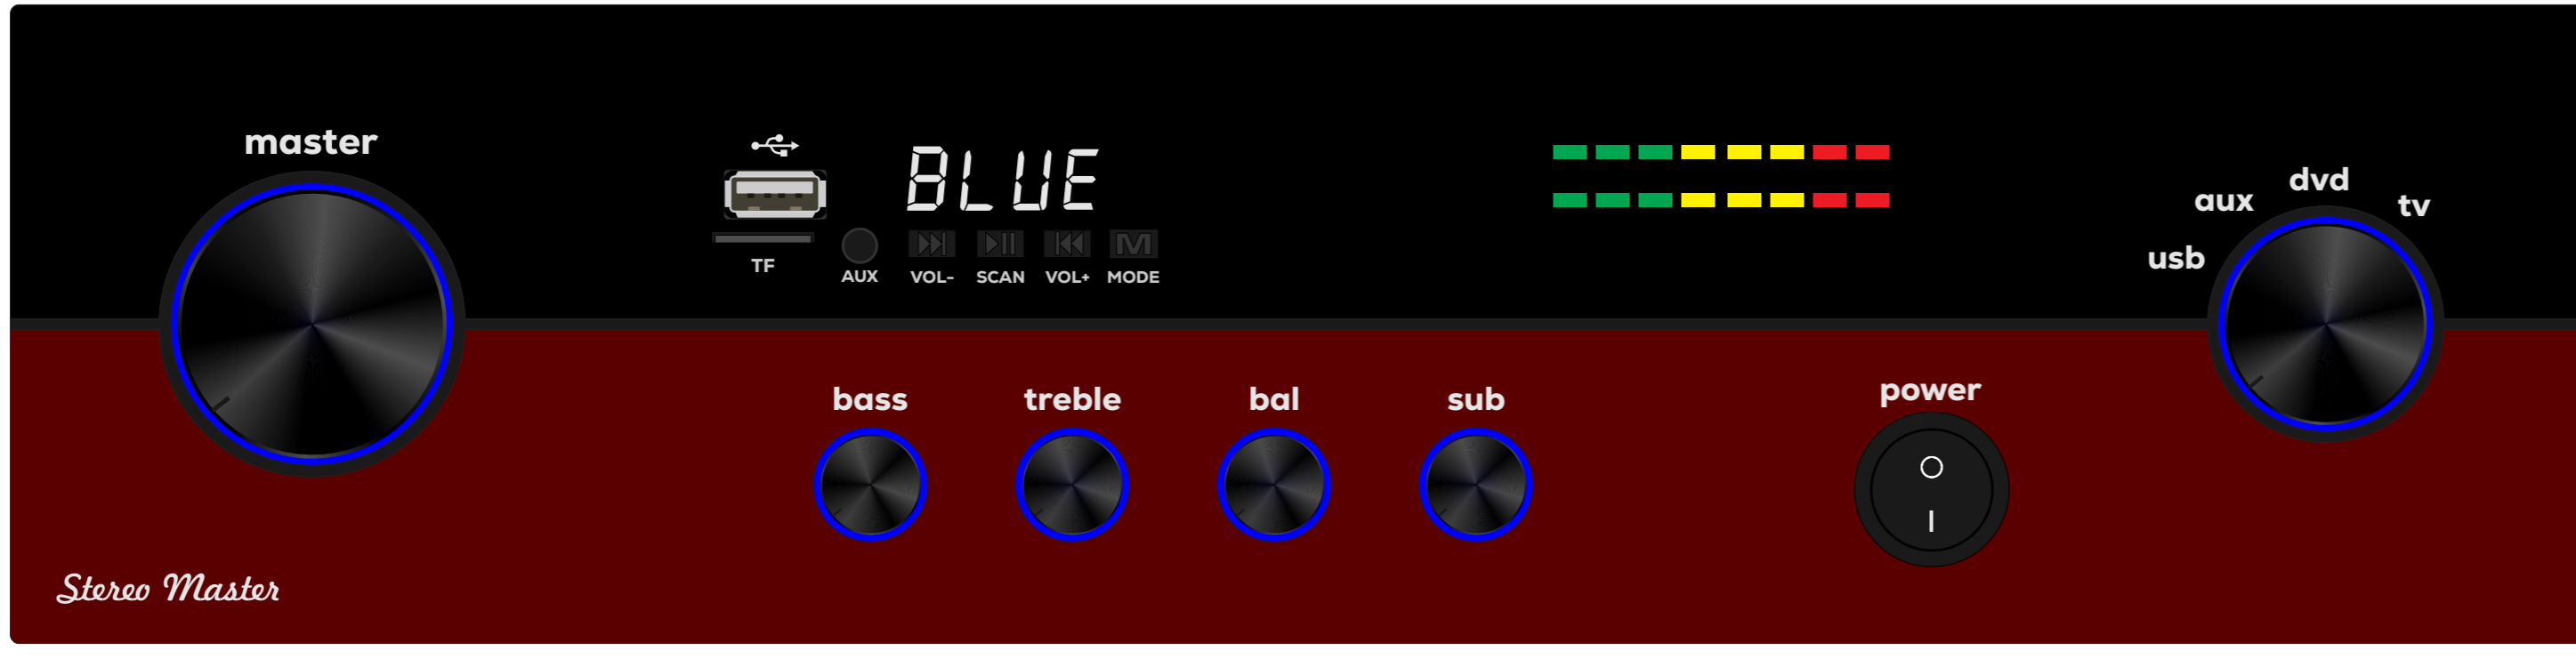 master
BLUE
TF
AUX
VOL-
SCAN
VOL+
M
MODE
dvd
aux
tv
usb
bass
treble
bal
sub
power
O
I
Stereo Master